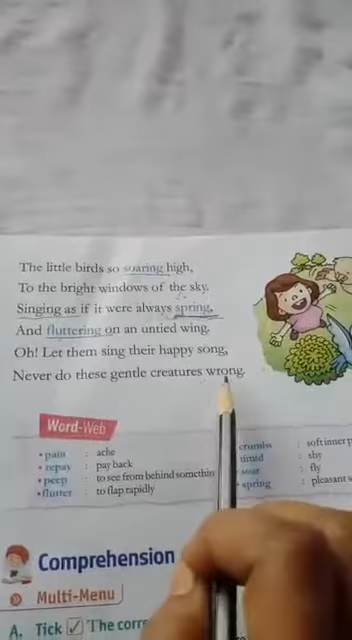 The little birds so soaring high,
To the bright windows of the sky.
Singing as if it were always spring,
And fluttering on an untied wing.
Oh! Let them sing their happy song,
Never do these gentle creatures wrong.
Word-Web
• pain : ache
• repay : pay back
• peep : to see from behind somethin
• flutter : to flap rapidly
crumbs : soft inner p
timid : shy
soar : fly
• spring : pleasant s
Comprehension
Multi-Menu
A. Tick ✓ The corre